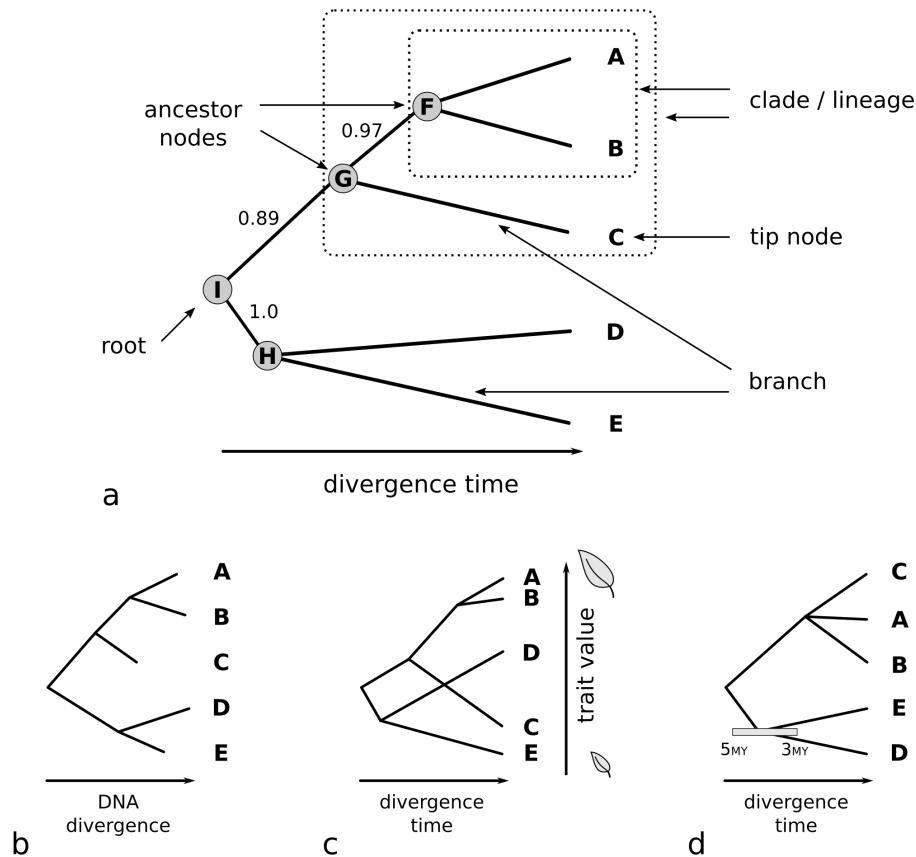 A
F
ancestor
nodes
clade / lineage
0.97
B
G
0.89
C
tip node
I
1.0
root
D
H
branch
E
divergence time
a
A
B
C
D
E
DNA
divergence
b
A
B
D
C
E
trait value
divergence
time
c
C
A
B
E
5MY 3MY
D
divergence
time
d